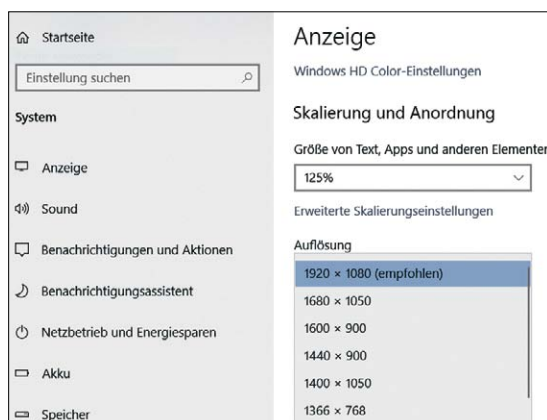 Startseite
Einstellung suchen
System
Anzeige
Sound
Benachrichtigungen und Aktionen
Benachrichtigungsassistent
Netzbetrieb und Energiesparen
Akku
Speicher
Anzeige
Windows HD Color-Einstellungen
Skalierung und Anordnung
Größe von Text, Apps und anderen Elementen
125%
Erweiterte Skalierungseinstellungen
Auflösung
1920 × 1080 (empfohlen)
1680 × 1050
1600 × 900
1440 × 900
1400 × 1050
1366 × 768